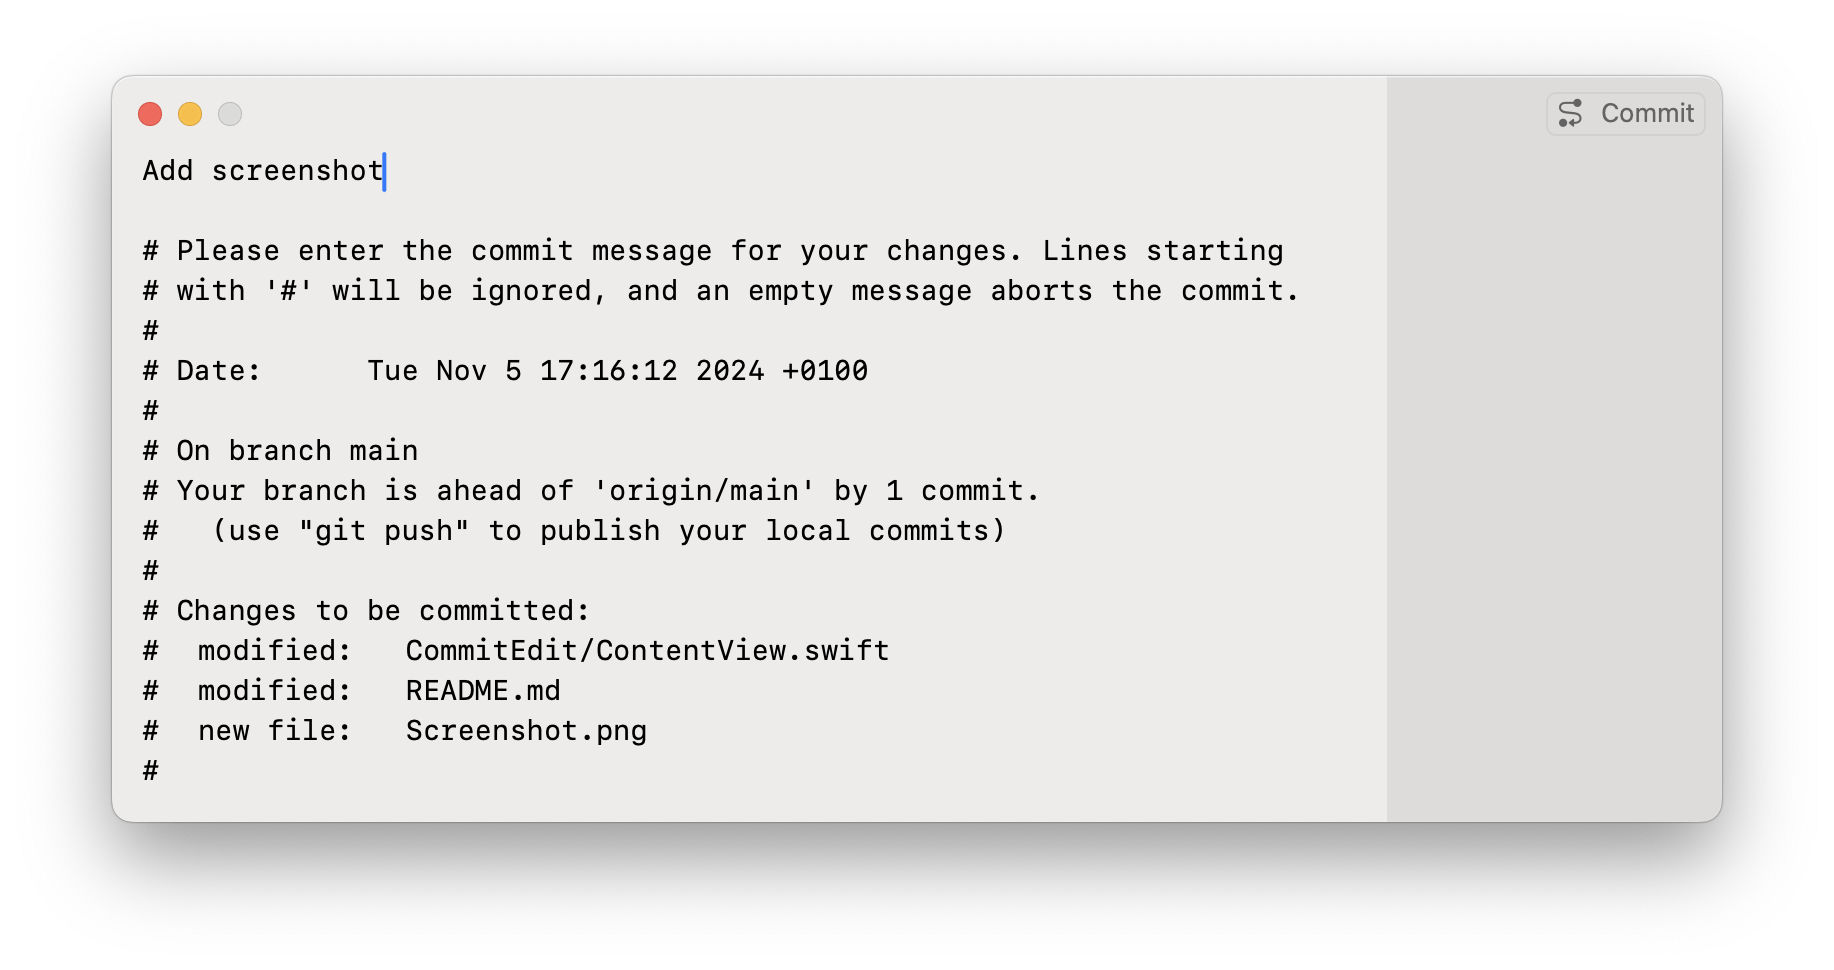 Commit
Add screenshot
# Please enter the commit message for your changes. Lines starting
# with '#' will be ignored, and an empty message aborts the commit.
#
# Date:      Tue Nov 5 17:16:12 2024 +0100
#
# On branch main
# Your branch is ahead of 'origin/main' by 1 commit.
#   (use "git push" to publish your local commits)
#
# Changes to be committed:
#  modified:   CommitEdit/ContentView.swift
#  modified:   README.md
#  new file:   Screenshot.png
#